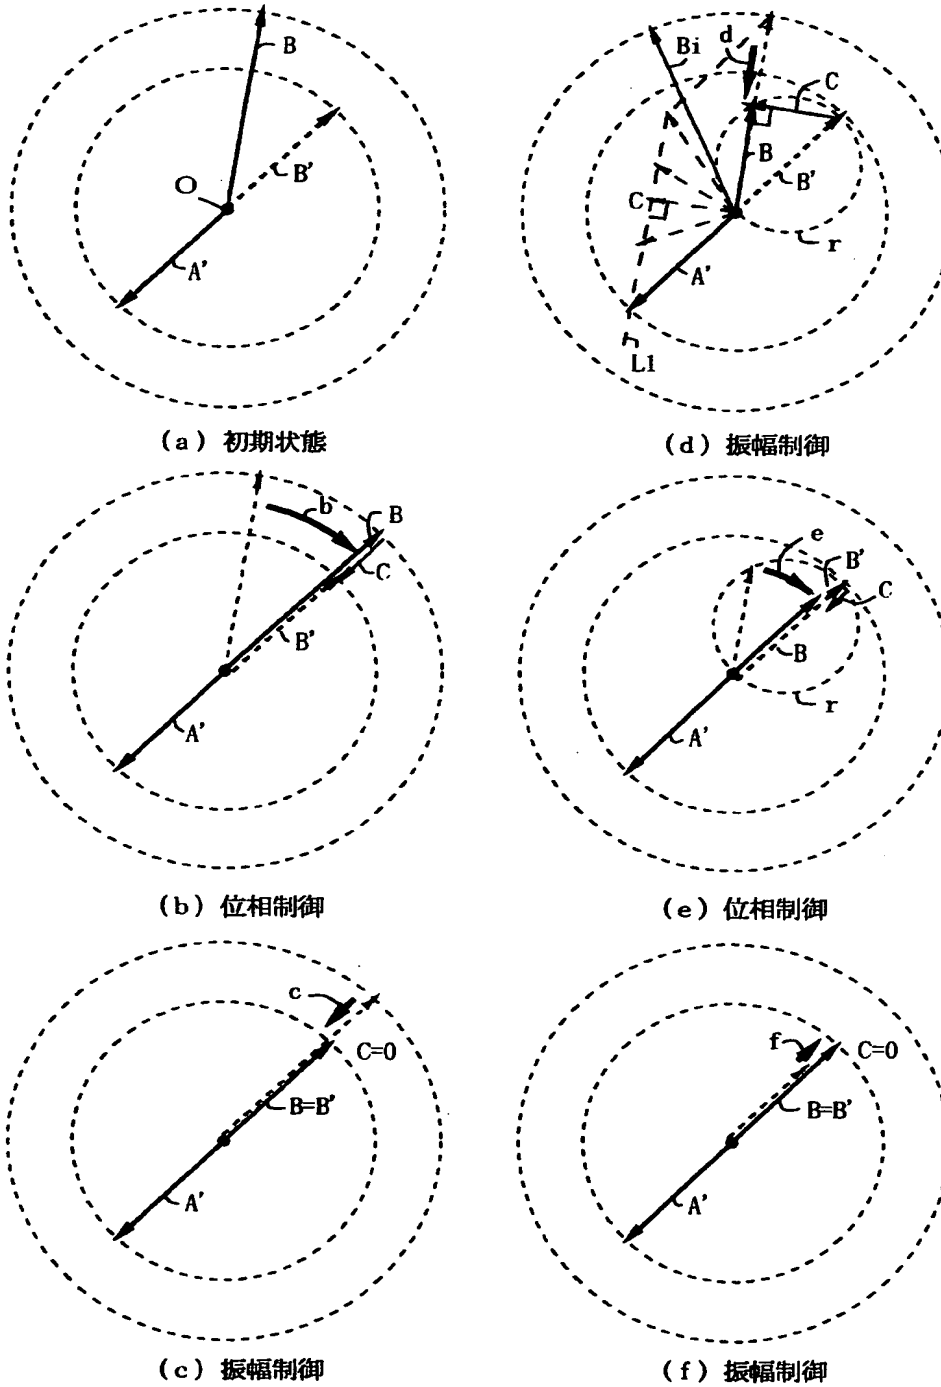 B
B'
O
A'
(a) 初期状態
Bi
d
C
B
B'
C
r
A'
L1
(d) 振幅制御
b
B
C
B'
A'
(b) 位相制御
e
B'
C
B
r
A'
(e) 位相制御
c
C=0
B=B'
A'
(c) 振幅制御
f
C=0
B=B'
A'
(f) 振幅制御